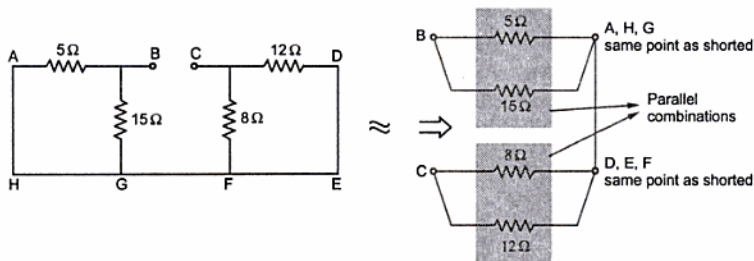 A
5Ω
B
C
12Ω
D
15Ω
8Ω
H
G
F
E
≈
⇒
B
5Ω
A, H, G
same point as shorted
15Ω
Parallel
combinations
C
8Ω
D, E, F
same point as shorted
12Ω